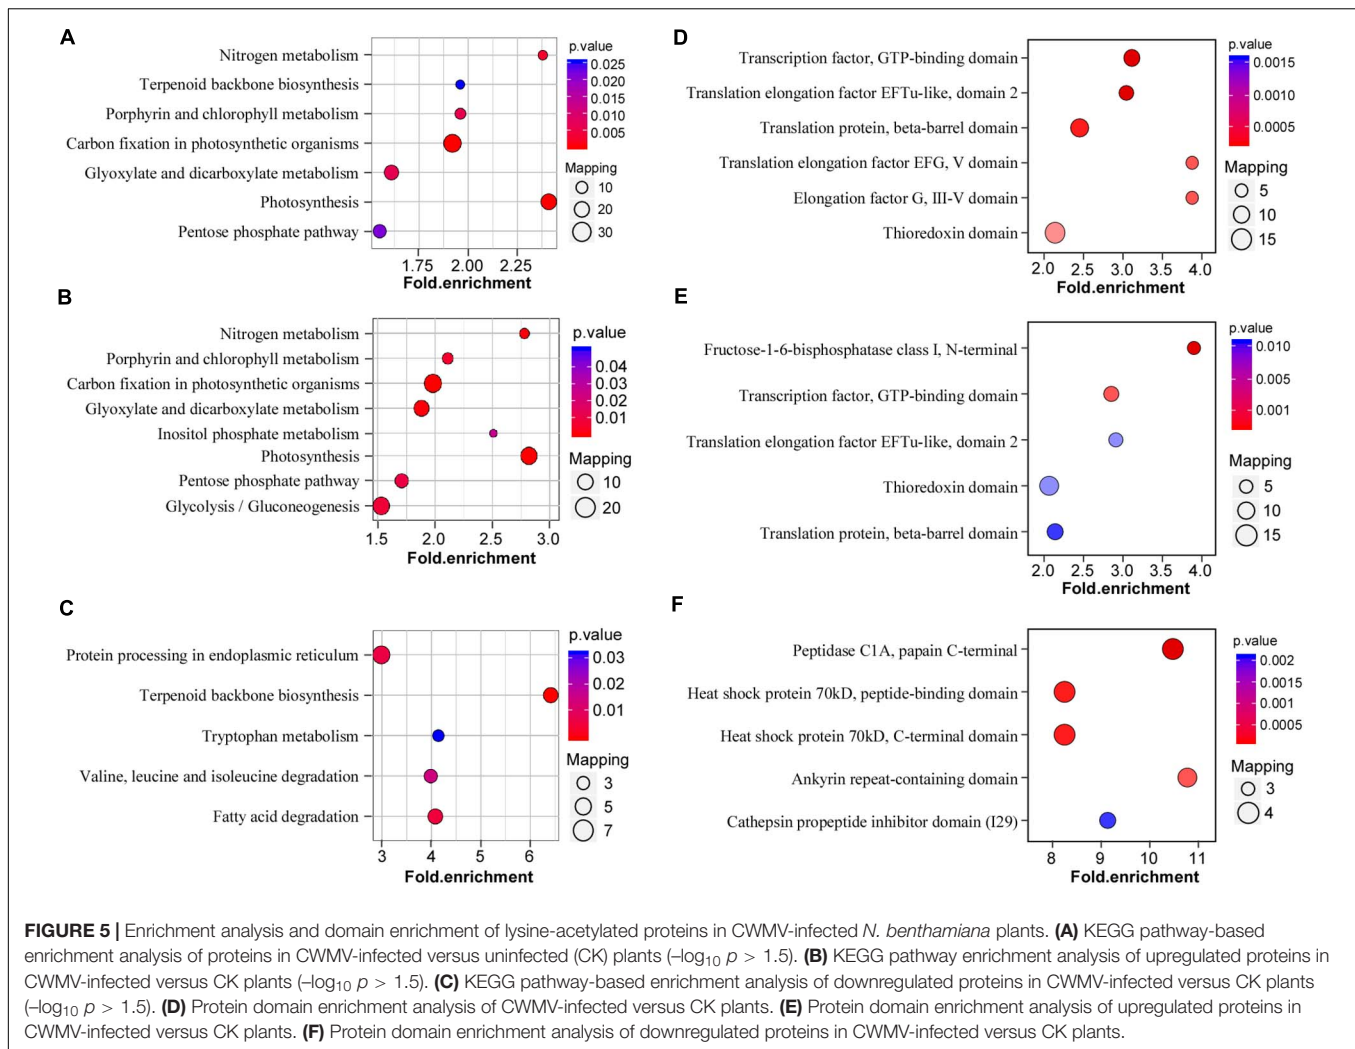 A
Nitrogen metabolism
Terpenoid backbone biosynthesis
Porphyrin and chlorophyll metabolism
Carbon fixation in photosynthetic organisms
Glyoxylate and dicarboxylate metabolism
Photosynthesis
Pentose phosphate pathway
1.75 2.00 2.25
Fold.enrichment
p.value
0.025
0.020
0.015
0.010
0.005
Mapping
10
20
30
B
Nitrogen metabolism
Porphyrin and chlorophyll metabolism
Carbon fixation in photosynthetic organisms
Glyoxylate and dicarboxylate metabolism
Inositol phosphate metabolism
Photosynthesis
Pentose phosphate pathway
Glycolysis / Gluconeogenesis
1.5 2.0 2.5 3.0
Fold.enrichment
p.value
0.04
0.03
0.02
0.01
Mapping
10
20
C
Protein processing in endoplasmic reticulum
Terpenoid backbone biosynthesis
Tryptophan metabolism
Valine, leucine and isoleucine degradation
Fatty acid degradation
3 4 5 6
Fold.enrichment
p.value
0.03
0.02
0.01
Mapping
3
5
7
D
Transcription factor, GTP-binding domain
Translation elongation factor EFTu-like, domain 2
Translation protein, beta-barrel domain
Translation elongation factor EFG, V domain
Elongation factor G, III-V domain
Thioredoxin domain
2.0 2.5 3.0 3.5 4.0
Fold.enrichment
p.value
0.0015
0.0010
0.0005
Mapping
5
10
15
E
Fructose-1-6-bisphosphatase class I, N-terminal
Transcription factor, GTP-binding domain
Translation elongation factor EFTu-like, domain 2
Thioredoxin domain
Translation protein, beta-barrel domain
2.0 2.5 3.0 3.5 4.0
Fold.enrichment
p.value
0.010
0.005
0.001
Mapping
5
10
15
F
Peptidase C1A, papain C-terminal
Heat shock protein 70kD, peptide-binding domain
Heat shock protein 70kD, C-terminal domain
Ankyrin repeat-containing domain
Cathepsin propeptide inhibitor domain (I29)
8 9 10 11
Fold.enrichment
p.value
0.002
0.0015
0.001
0.0005
Mapping
3
4
FIGURE 5 | Enrichment analysis and domain enrichment of lysine-acetylated proteins in CWMV-infected N. benthamiana plants. (A) KEGG pathway-based
enrichment analysis of proteins in CWMV-infected versus uninfected (CK) plants (–log10 p > 1.5). (B) KEGG pathway enrichment analysis of upregulated proteins in
CWMV-infected versus CK plants (–log10 p > 1.5). (C) KEGG pathway-based enrichment analysis of downregulated proteins in CWMV-infected versus CK plants
(–log10 p > 1.5). (D) Protein domain enrichment analysis of CWMV-infected versus CK plants. (E) Protein domain enrichment analysis of upregulated proteins in
CWMV-infected versus CK plants. (F) Protein domain enrichment analysis of downregulated proteins in CWMV-infected versus CK plants.